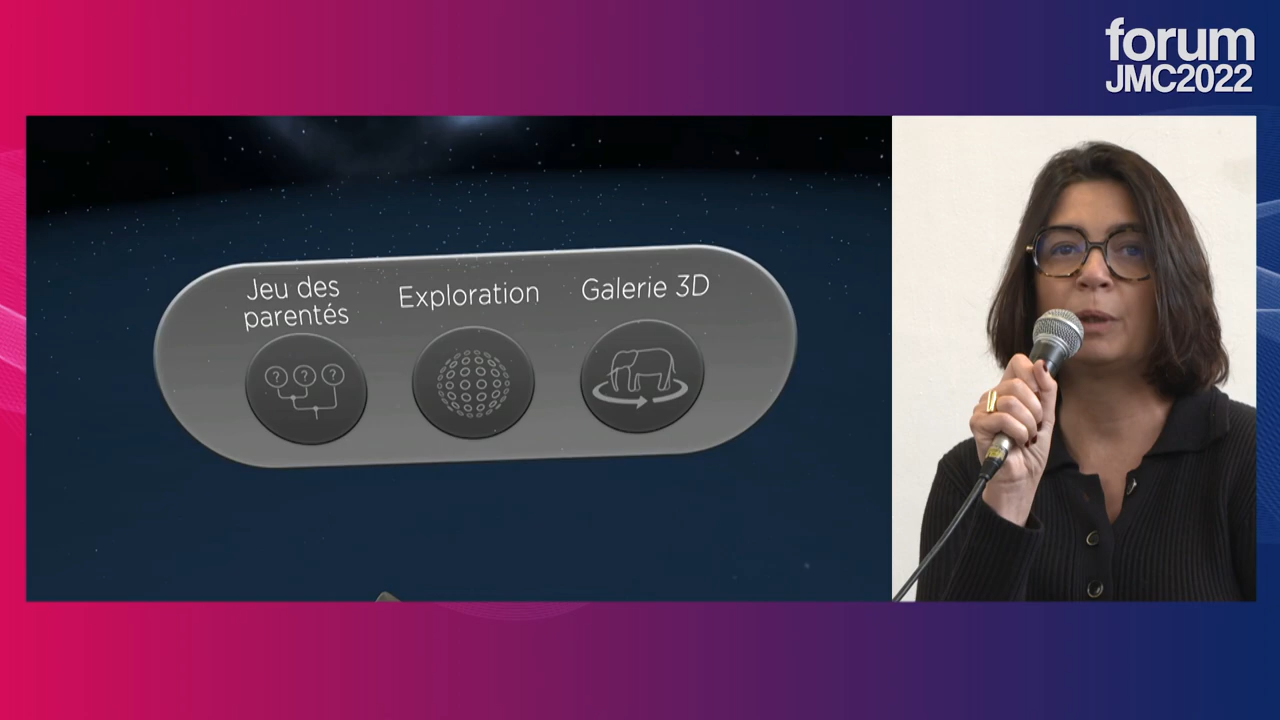 forum
JMC2022
Jeu des
parentés
Exploration
Galerie 3D
? ? ?